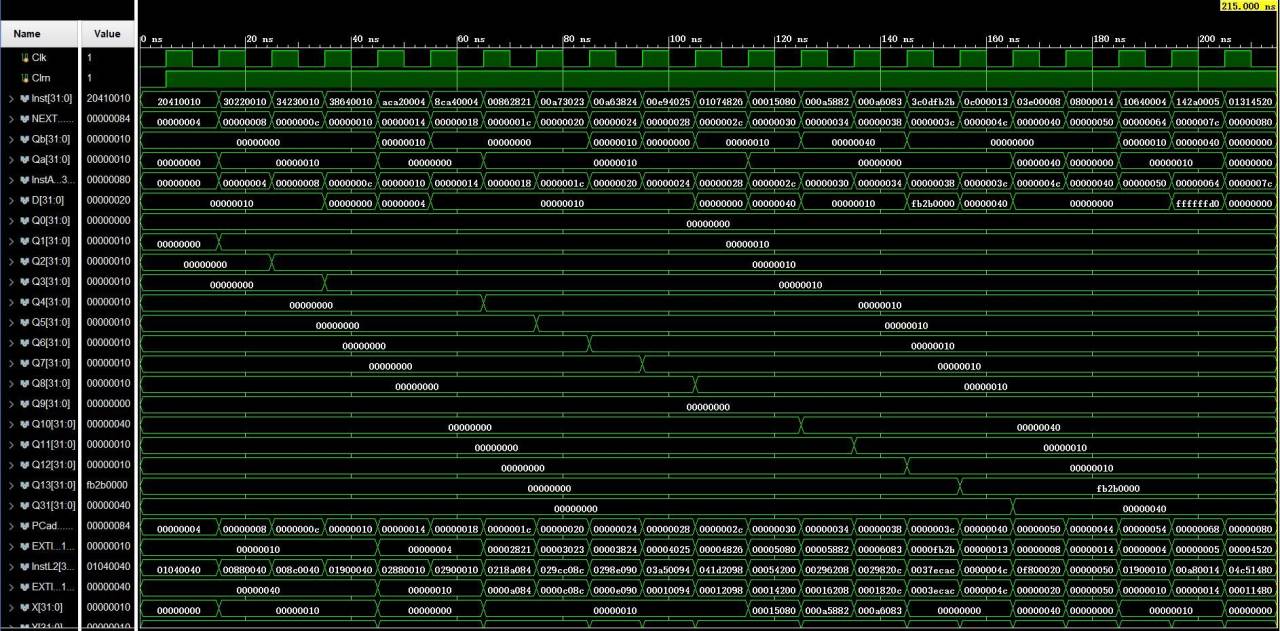 215.000 ns
Name Value
0 ns 20 ns 40 ns 60 ns 80 ns 100 ns 120 ns 140 ns 160 ns 180 ns 200 ns
Clk 1
Clrn 1
Inst[31:0] 20410010 20410010 30220010 34230010 38640010 aca20004 8ca40004 00862821 00a73023 00a63824 00e94025 01074826 00015080 000a5882 000a6083 3c0dfb2b 0c000013 03e00008 08000014 10640004 142a0005 01314520
NEXT...... 00000084 00000004 00000008 0000000c 00000010 00000014 00000018 0000001c 00000020 00000024 00000028 0000002c 00000030 00000034 00000038 0000003c 0000004c 00000040 00000050 00000064 0000007c 00000080
Qb[31:0] 00000010 00000000 00000010 00000000 00000010 00000000 00000010 00000040 00000000 00000010 00000040 00000000
Qa[31:0] 00000010 00000000 00000010 00000000 00000010 00000000 00000040 00000000 00000010 00000000
InstA...3... 00000080 00000000 00000004 00000008 0000000c 00000010 00000014 00000018 0000001c 00000020 00000024 00000028 0000002c 00000030 00000034 00000038 0000003c 0000004c 00000040 00000050 00000064 0000007c
D[31:0] 00000020 00000010 00000000 00000004 00000010 00000000 00000040 00000010 fb2b0000 00000040 00000000 ffffffd0 00000000
Q0[31:0] 00000000 00000000
Q1[31:0] 00000010 00000000 00000010
Q2[31:0] 00000010 00000000 00000010
Q3[31:0] 00000010 00000000 00000010
Q4[31:0] 00000010 00000000 00000010
Q5[31:0] 00000010 00000000 00000010
Q6[31:0] 00000010 00000000 00000010
Q7[31:0] 00000010 00000000 00000010
Q8[31:0] 00000010 00000000 00000010
Q9[31:0] 00000000 00000000
Q10[31:0] 00000040 00000000 00000040
Q11[31:0] 00000010 00000000 00000010
Q12[31:0] 00000010 00000000 00000010
Q13[31:0] fb2b0000 00000000 fb2b0000
Q31[31:0] 00000040 00000000 00000040
PCad...... 00000084 00000004 00000008 0000000c 00000010 00000014 00000018 0000001c 00000020 00000024 00000028 0000002c 00000030 00000034 00000038 0000003c 00000040 00000050 00000044 00000054 00000068 00000080
EXTI...1... 00000010 00000010 00000004 00002821 00003023 00003824 00004025 00004826 00005080 00005882 00006083 0000fb2b 00000013 00000008 00000014 00000004 00000005 00004520
InstL2[3... 01040040 01040040 00880040 008c0040 01900040 02880010 02900010 0218a084 029cc08c 0298e090 03a50094 041d2098 00054200 00296208 0029820c 0037ecac 0000004c 0f800020 00000050 01900010 00a80014 04c51480
EXTI...1... 00000040 00000040 00000010 0000a084 0000c08c 0000e090 00010094 00012098 00014200 00016208 0001820c 0003ecac 0000004c 00000020 00000050 00000010 00000014 00011480
X[31:0] 00000010 00000000 00000010 00000000 00000010 00015080 000a5882 000a6083 00000000 00000040 00000000 00000010 00000000